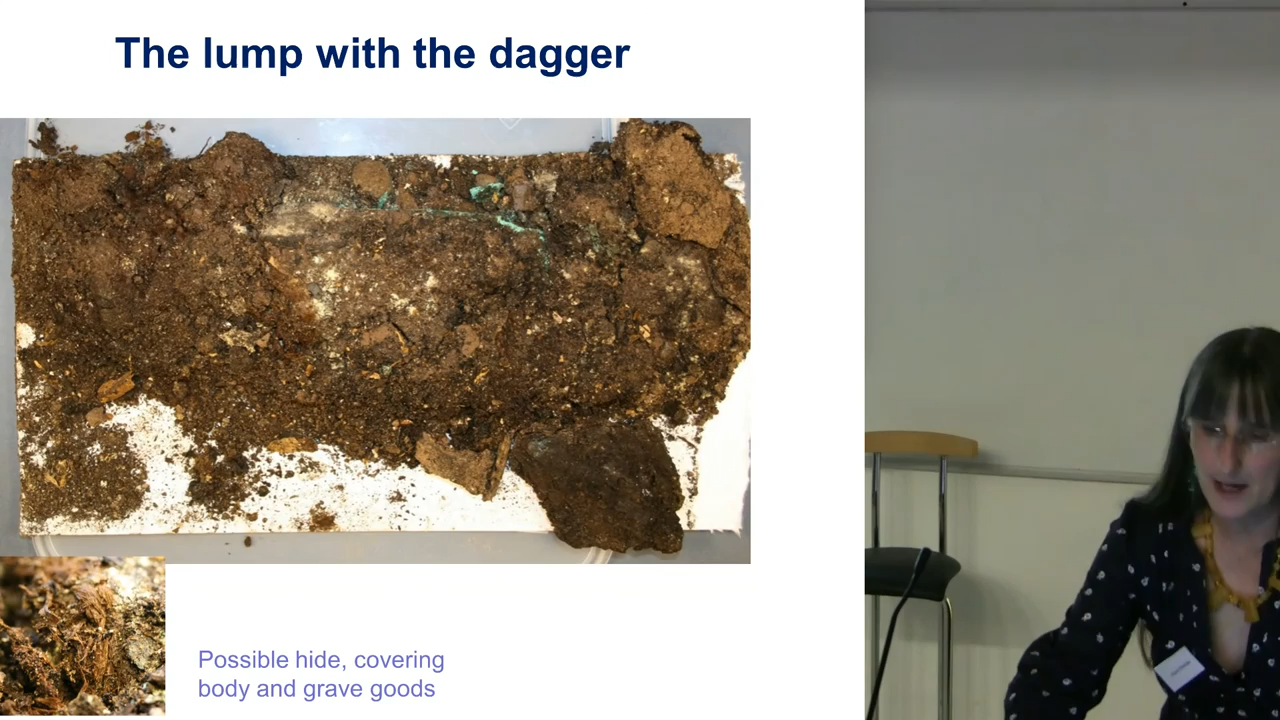 The lump with the dagger
Possible hide, covering
body and grave goods